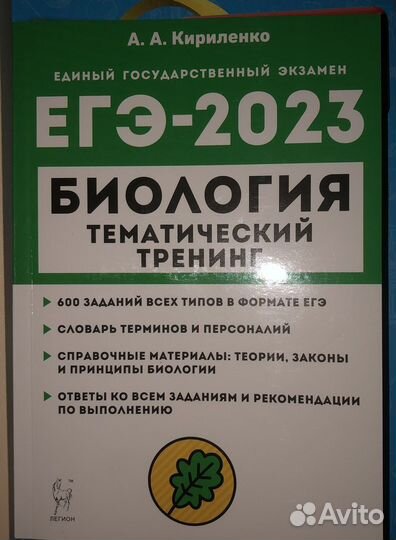 А. А. Кириленко
ЕДИНЫЙ ГОСУДАРСТВЕННЫЙ ЭКЗАМЕН
ЕГЭ-2023
БИОЛОГИЯ
ТЕМАТИЧЕСКИЙ
ТРЕНИНГ
600 ЗАДАНИЙ ВСЕХ ТИПОВ В ФОРМАТЕ ЕГЭ
СЛОВАРЬ ТЕРМИНОВ И ПЕРСОНАЛИЙ
СПРАВОЧНЫЕ МАТЕРИАЛЫ: ТЕОРИИ, ЗАКОНЫ
И ПРИНЦИПЫ БИОЛОГИИ
ОТВЕТЫ КО ВСЕМ ЗАДАНИЯМ И РЕКОМЕНДАЦИИ
ПО ВЫПОЛНЕНИЮ
TM
ЛЕГИОН
Avito